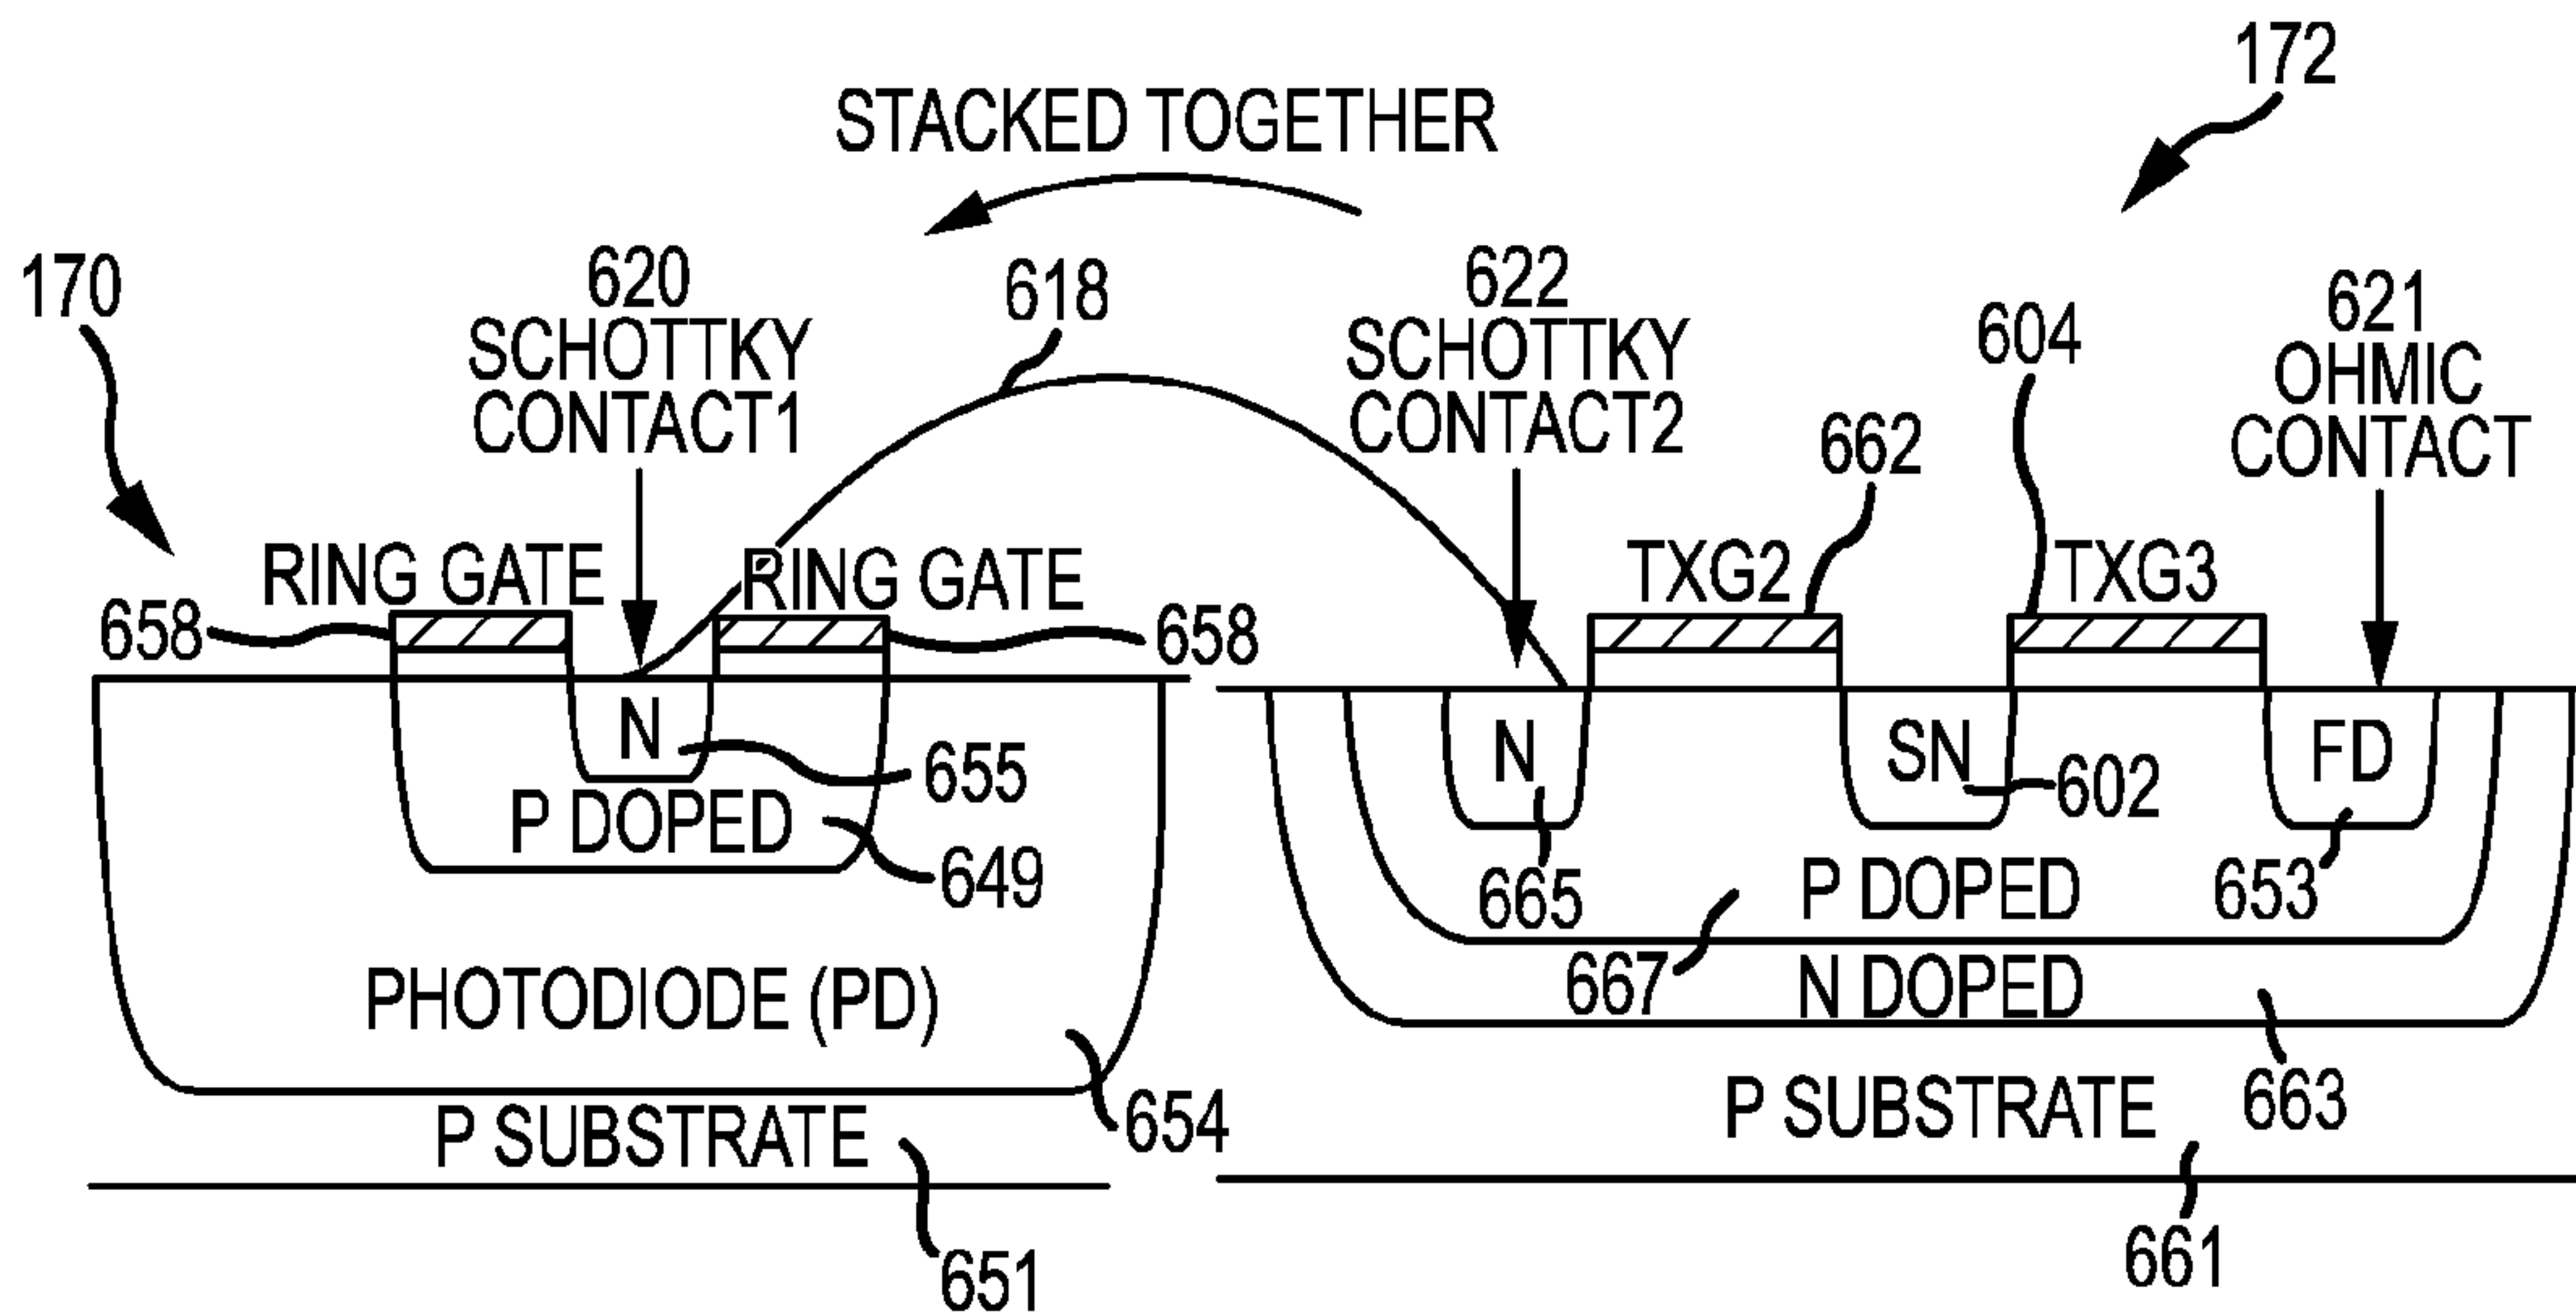 172
STACKED TOGETHER
170
620
SCHOTTKY
CONTACT1
618
622
SCHOTTKY
CONTACT2
604
621
OHMIC
CONTACT
662
RING GATE
RING GATE
TXG2
TXG3
658
658
N
655
P DOPED
649
N
SN
602
FD
665
P DOPED
653
667
N DOPED
PHOTODIODE (PD)
654
663
P SUBSTRATE
P SUBSTRATE
651
661